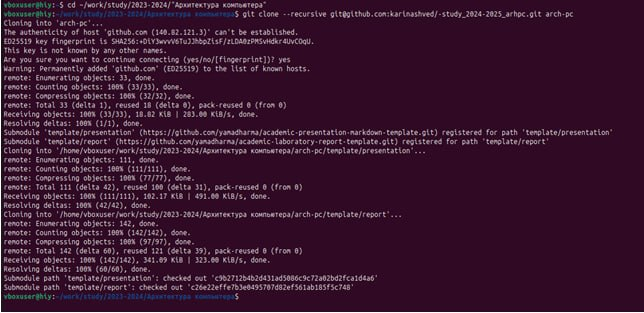 vboxuser@hiy:~$ cd ~/work/study/2023-2024/"Архитектура компьютера"
vboxuser@hiy:~/work/study/2023-2024/Архитектура компьютера$ git clone --recursive git@github.com:karinashved/-study_2024-2025_arhpc.git arch-pc
Cloning into 'arch-pc'...
The authenticity of host 'github.com (140.82.121.3)' can't be established.
ED25519 key fingerprint is SHA256:+DiY3wvvV6TuJJhbpZisF/zLDA0zPMSvHdkr4UvCOqU.
This key is not known by any other names.
Are you sure you want to continue connecting (yes/no/[fingerprint])? yes
Warning: Permanently added 'github.com' (ED25519) to the list of known hosts.
remote: Enumerating objects: 33, done.
remote: Counting objects: 100% (33/33), done.
remote: Compressing objects: 100% (32/32), done.
remote: Total 33 (delta 1), reused 18 (delta 0), pack-reused 0 (from 0)
Receiving objects: 100% (33/33), 18.82 KiB | 283.00 KiB/s, done.
Resolving deltas: 100% (1/1), done.
Submodule 'template/presentation' (https://github.com/yamadharma/academic-presentation-markdown-template.git) registered for path 'template/presentation'
Submodule 'template/report' (https://github.com/yamadharma/academic-laboratory-report-template.git) registered for path 'template/report'
Cloning into '/home/vboxuser/work/study/2023-2024/Архитектура компьютера/arch-pc/template/presentation'...
remote: Enumerating objects: 111, done.
remote: Counting objects: 100% (111/111), done.
remote: Compressing objects: 100% (77/77), done.
remote: Total 111 (delta 42), reused 100 (delta 31), pack-reused 0 (from 0)
Receiving objects: 100% (111/111), 102.17 KiB | 491.00 KiB/s, done.
Resolving deltas: 100% (42/42), done.
Cloning into '/home/vboxuser/work/study/2023-2024/Архитектура компьютера/arch-pc/template/report'...
remote: Enumerating objects: 142, done.
remote: Counting objects: 100% (142/142), done.
remote: Compressing objects: 100% (97/97), done.
remote: Total 142 (delta 60), reused 121 (delta 39), pack-reused 0 (from 0)
Receiving objects: 100% (142/142), 341.09 KiB | 323.00 KiB/s, done.
Resolving deltas: 100% (60/60), done.
Submodule path 'template/presentation': checked out 'c9b2712b4b2d431ad5086c9c72a02bd2fca1d4a6'
Submodule path 'template/report': checked out 'c26e22effe7b3e0495707d82ef561ab185f5c748'
vboxuser@hiy:~/work/study/2023-2024/Архитектура компьютера$